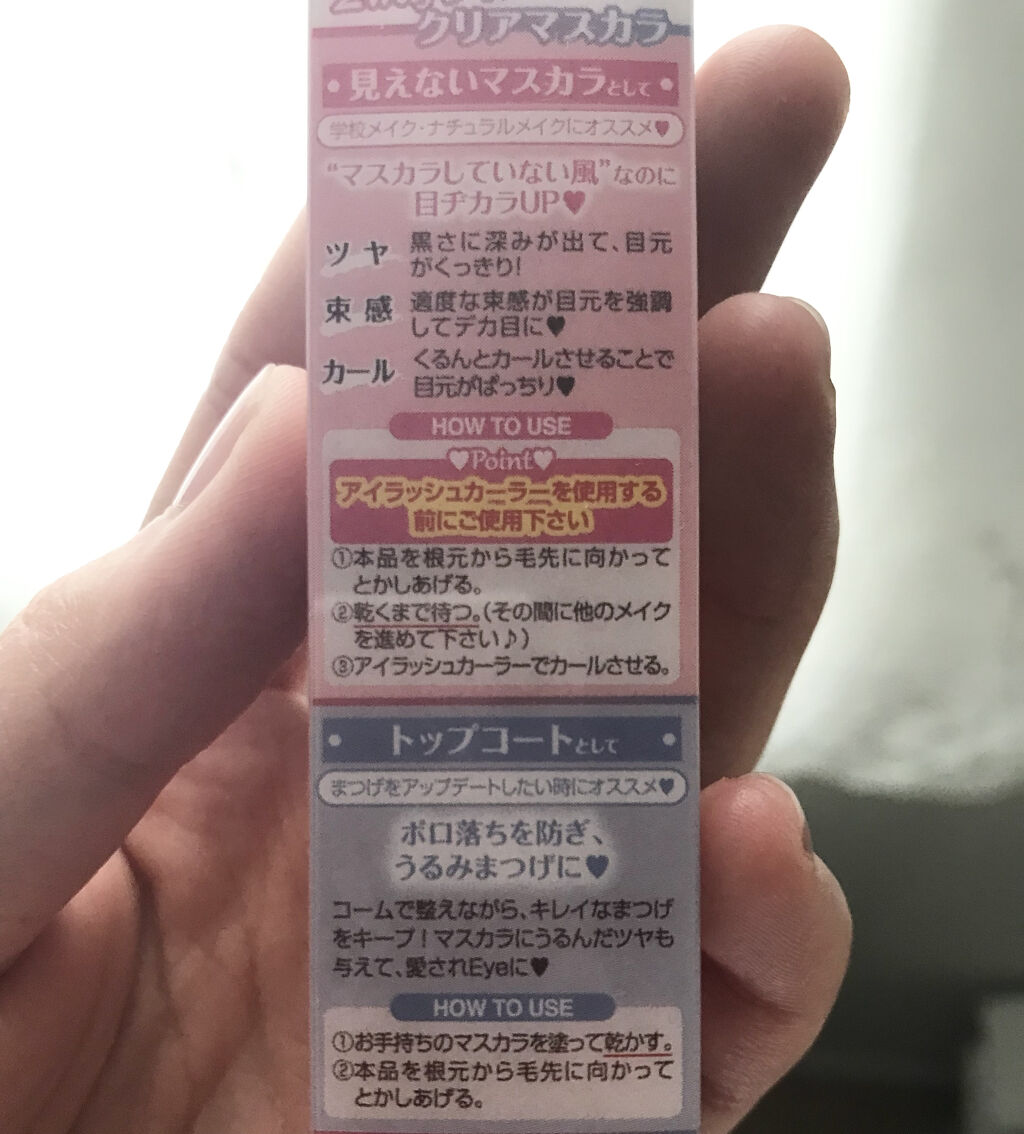 クリアマスカラ
・見えないマスカラとして・
学校メイク・ナチュラルメイクにオススメ♥
“マスカラしていない風”なのに
目ヂカラUP♥
ツヤ 黒さに深みが出て、目元
がくっきり!
束感 適度な束感が目元を強調
してデカ目に♥
カール くるんとカールさせることで
目元がぱっちり♥
HOW TO USE
♥Point♥
アイラッシュカーラーを使用する
前にご使用下さい
①本品を根元から毛先に向かって
とかしあげる。
②乾くまで待つ。(その間に他のメイク
を進めて下さい♪)
③アイラッシュカーラーでカールさせる。
・トップコートとして・
まつげをアップデートしたい時にオススメ♥
ポロ落ちを防ぎ、
うるみまつげに♥
コームで整えながら、キレイなまつげ
をキープ!マスカラにうるんだツヤも
与えて、愛されEyeに♥
HOW TO USE
①お手持ちのマスカラを塗って乾かす。
②本品を根元から毛先に向かって
とかしあげる。